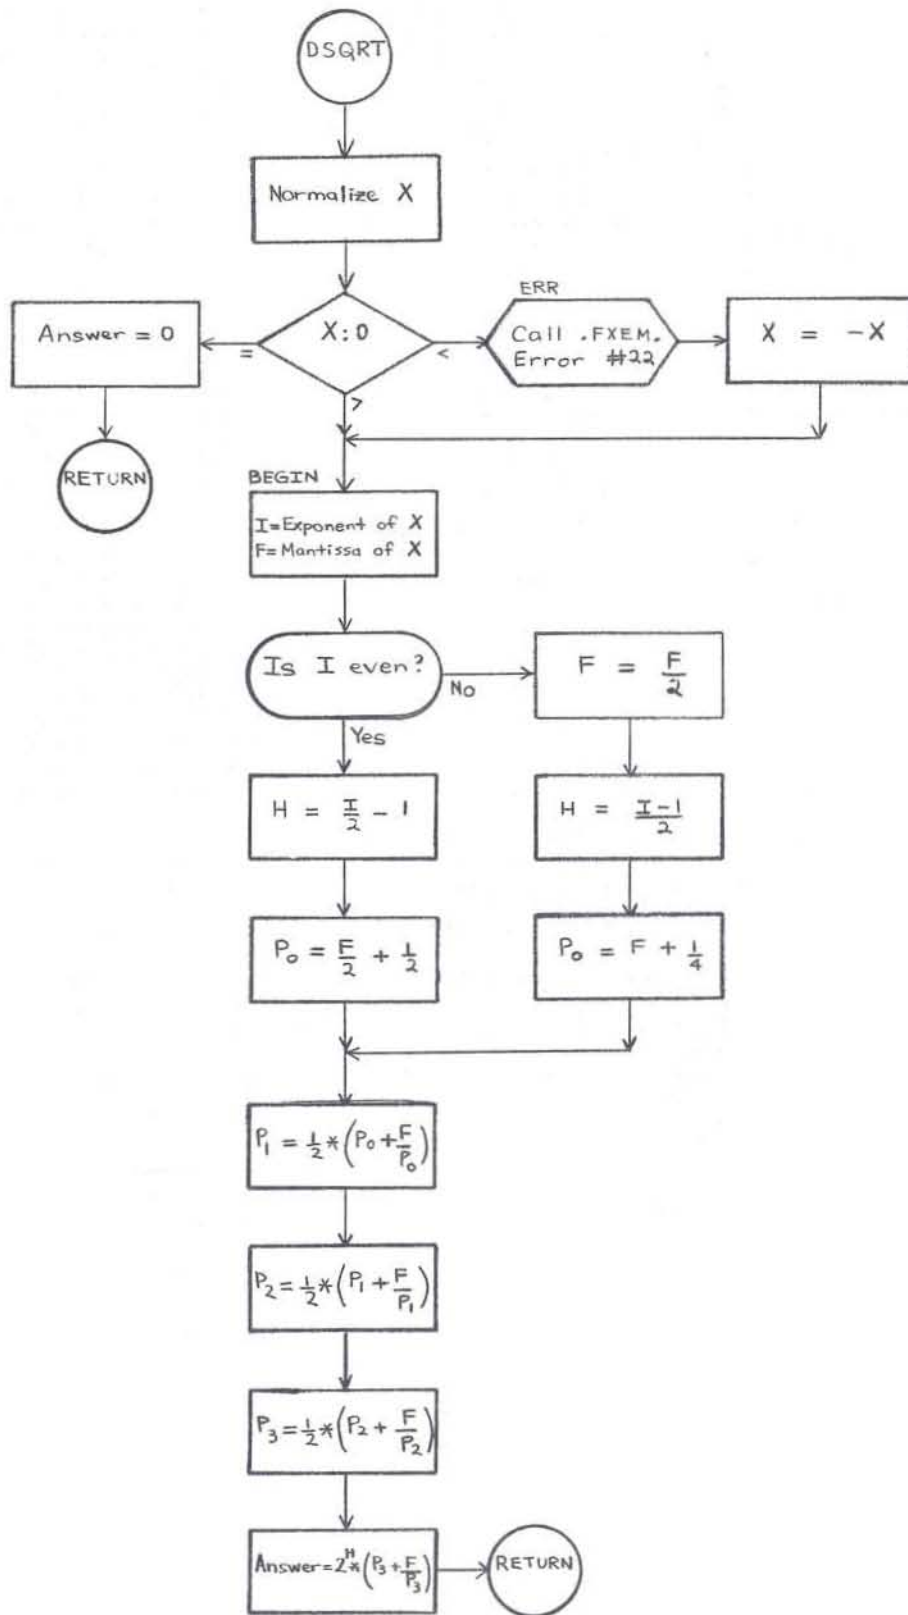 DSQRT
Normalize X
X:0
=
<
>
Answer = 0
RETURN
ERR
Call .FXEM.
Error #22
X = -X
BEGIN
I=Exponent of X
F=Mantissa of X
Is I even?
No
Yes
F = F/2
H = I/2 - 1
H = (I-1)/2
P₀ = F/2 + 1/2
P₀ = F + 1/4
P₁ = 1/2 * (P₀ + F/P₀)
P₂ = 1/2 * (P₁ + F/P₁)
P₃ = 1/2 * (P₂ + F/P₂)
Answer = 2^H * (P₃ + F/P₃)
RETURN